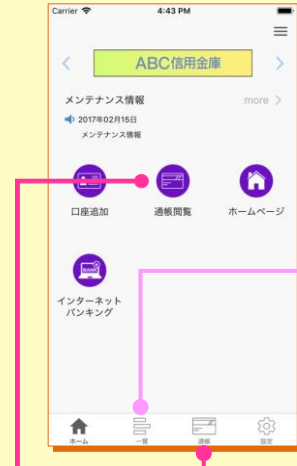 Carrier 4:43 PM
ABC信用金庫
メンテナンス情報 more
2017年02月15日
メンテナンス情報
口座追加 通帳閲覧 ホームページ
BANK
インターネット
バンキング
ホーム 一覧 通帳 設定